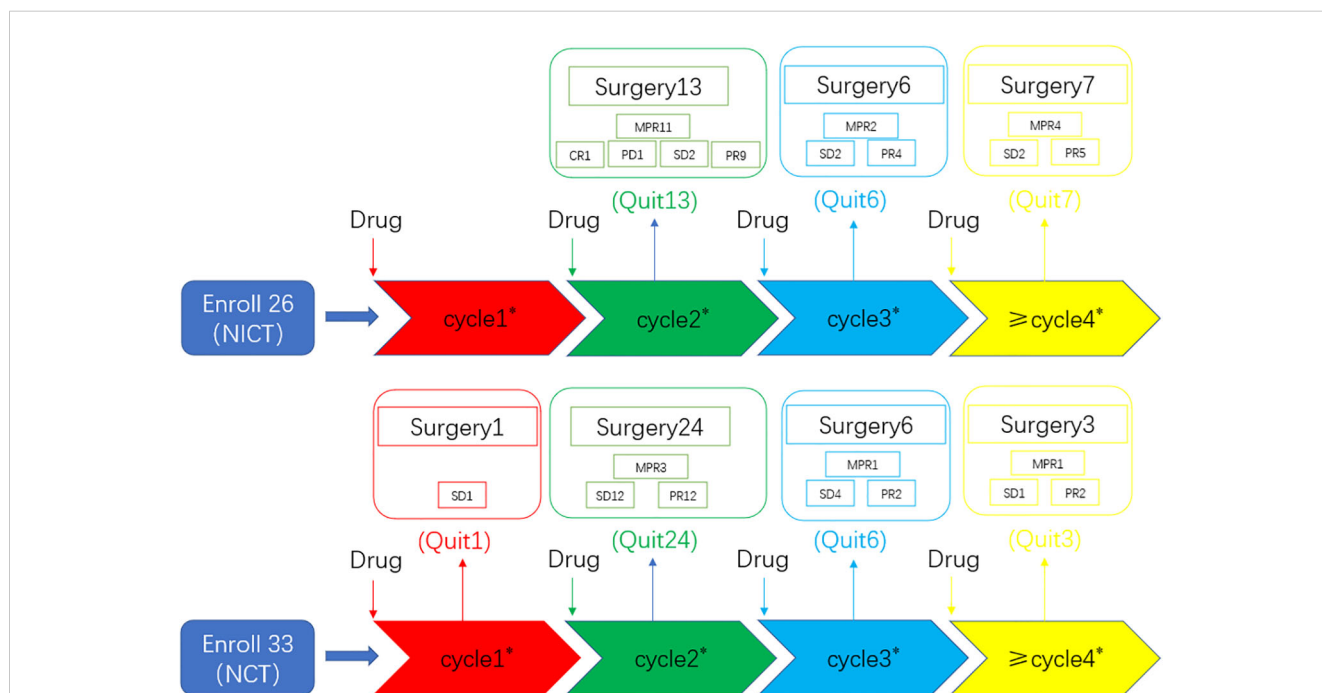 Surgery13
MPR11
CR1 PD1 SD2 PR9
(Quit13)
Surgery6
MPR2
SD2 PR4
(Quit6)
Surgery7
MPR4
SD2 PR5
(Quit7)
Drug Drug Drug Drug
Enroll 26
(NICT)
cycle1* cycle2* cycle3* ≥cycle4*
Surgery1
SD1
(Quit1)
Surgery24
MPR3
SD12 PR12
(Quit24)
Surgery6
MPR1
SD4 PR2
(Quit6)
Surgery3
MPR1
SD1 PR2
(Quit3)
Drug Drug Drug Drug
Enroll 33
(NCT)
cycle1* cycle2* cycle3* ≥cycle4*